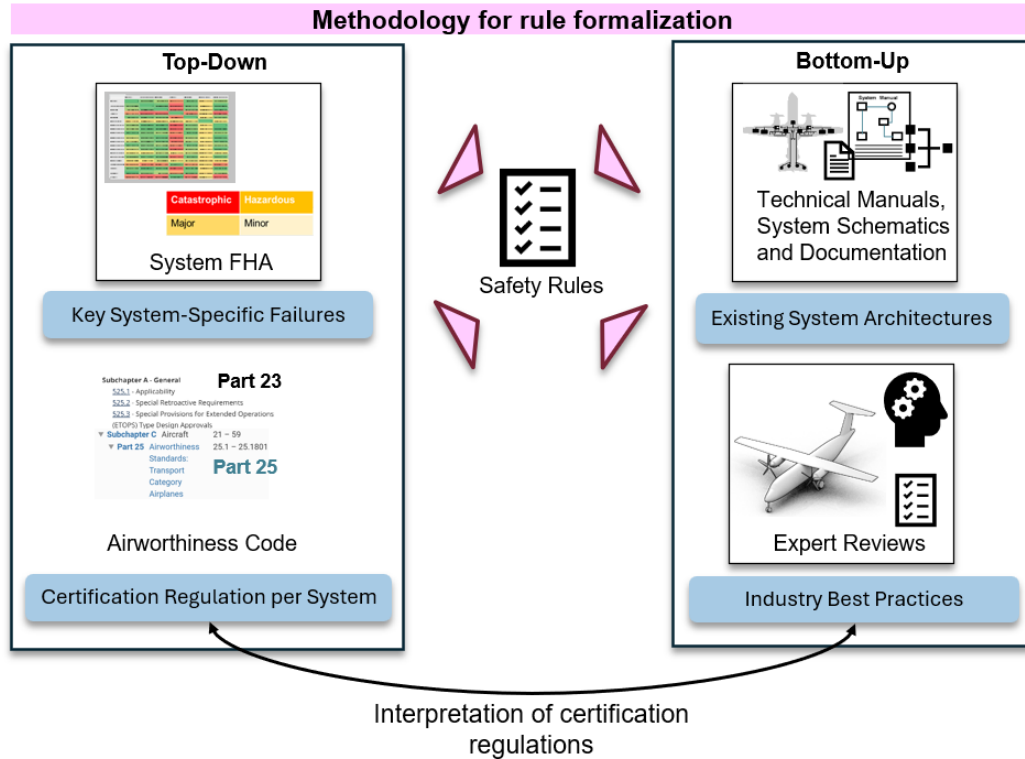 Methodology for rule formalization
Top-Down
Catastrophic Hazardous
Major Minor
System FHA
Key System-Specific Failures
Part 23
Subchapter A - General
525.1 - Applicability
525.2 - Special Retroactive Requirements
525.3 - Special Provisions for Extended Operations
(ETOPS) Type Design Approvals
Subchapter C Aircraft 21 – 59
Part 25 Airworthiness 25.1 – 25.1801
Standards:
Transport
Category
Airplanes
Part 25
Airworthiness Code
Certification Regulation per System
Safety Rules
Bottom-Up
System Manual
Technical Manuals,
System Schematics
and Documentation
Existing System Architectures
Expert Reviews
Industry Best Practices
Interpretation of certification
regulations